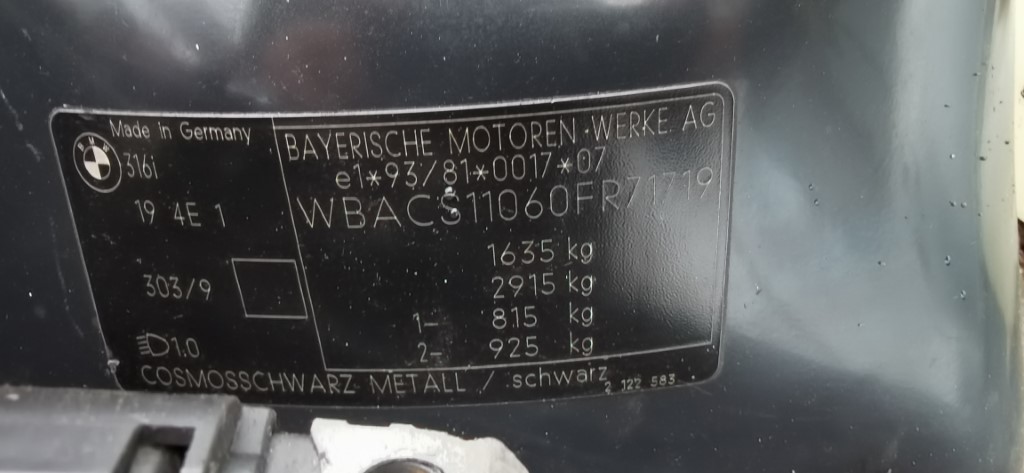 Made in Germany
BMW
316i
19 4E 1
303/9
1.0
BAYERISCHE MOTOREN WERKE AG
e1*93/81*0017*07
WBACS11060FR71719
1635 kg
2915 kg
1- 815 kg
2- 925 kg
COSMOSSCHWARZ METALL / schwarz
2 122 583